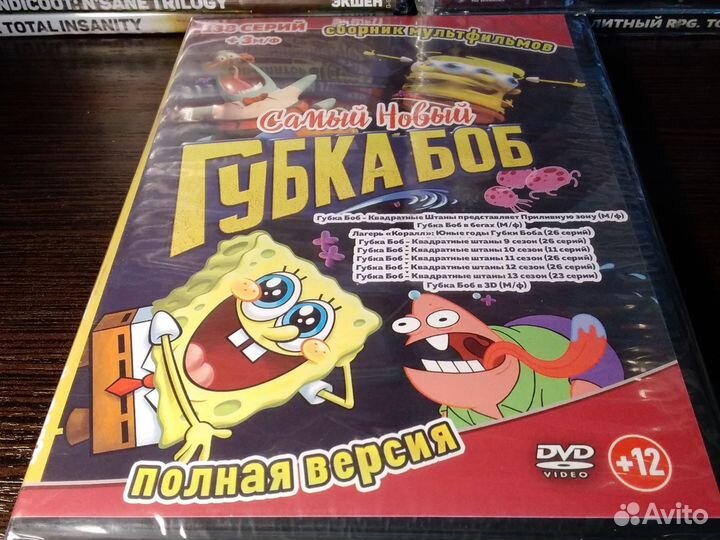 NDICOOT: N'SANE TRILOGY
ЭКШЕН
TOTAL INSANITY
ЛИТНЫЙ RPG. ТО
138 СЕРИЙ
+3м/ф
сборник мультфильмов
Самый Новый
ГУБКА БОБ
Губка Боб - Квадратные Штаны представляет Приливную зону (М/ф)
Губка Боб в бегах (М/ф)
Лагерь «Коралл»: Юные годы Губки Боба (26 серий)
Губка Боб - Квадратные штаны 9 сезон (26 серий)
Губка Боб - Квадратные штаны 10 сезон (11 серий)
Губка Боб - Квадратные штаны 11 сезон (26 серий)
Губка Боб - Квадратные штаны 12 сезон (26 серий)
Губка Боб - Квадратные штаны 13 сезон (23 серии)
Губка Боб в 3D (М/ф)
полная версия
DVD
VIDEO
+12
Avito